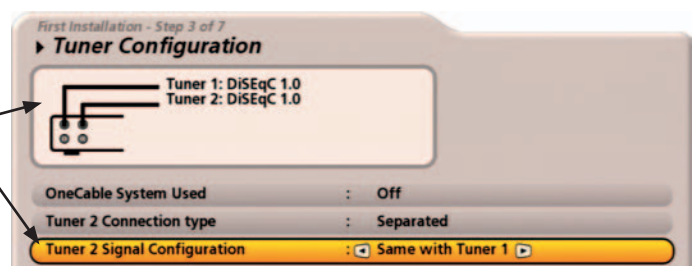 First Installation - Step 3 of 7
Tuner Configuration
Tuner 1: DiSEqC 1.0
Tuner 2: DiSEqC 1.0
OneCable System Used : Off
Tuner 2 Connection type : Separated
Tuner 2 Signal Configuration : Same with Tuner 1